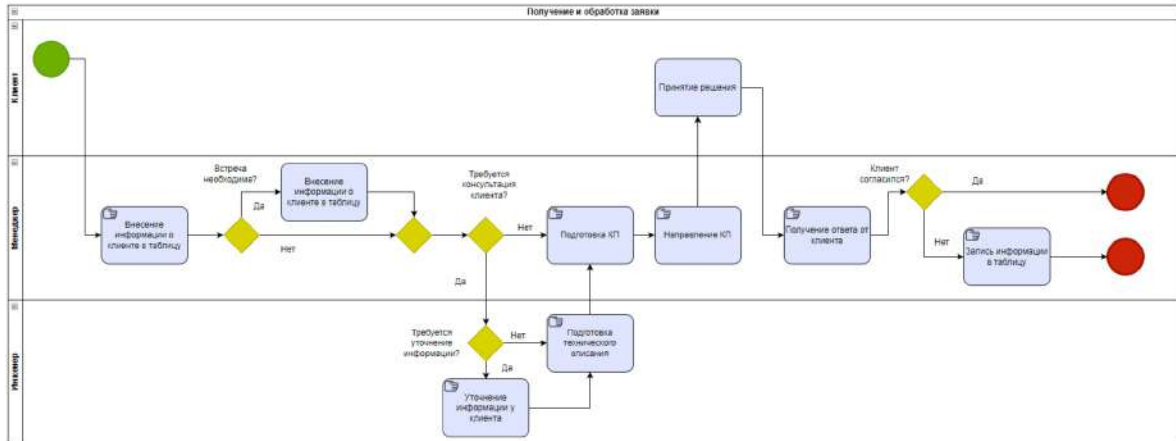 Получение и обработка заявки
Клиент
Принятие решения
Менеджер
Встреча
необходима?
Да
Нет
Внесение
информации о
клиенте в таблицу
Внесение
информации о
клиенте в таблицу
Требуется
консультация
клиента?
Нет
Да
Подготовка КП
Направление КП
Получение ответа от
клиента
Клиент
согласился?
Да
Нет
Запись информации
в таблицу
Инженер
Требуется
уточнение
информации?
Нет
Да
Подготовка
технического
описания
Уточнение
информации у
клиента